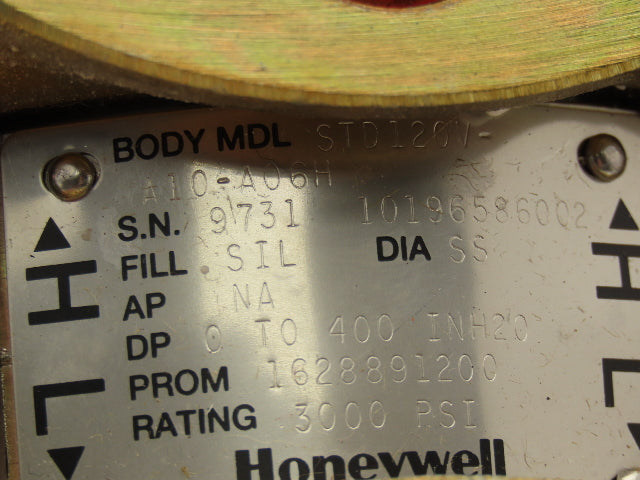 BODY MDL STD120V-
A10-A06H
S.N. 9731 10196586002
FILL SIL DIA SS
AP NA
DP 0 TO 400 INH20
PROM 1628891200
RATING 3000 PSI
H H
L L
Honeywell